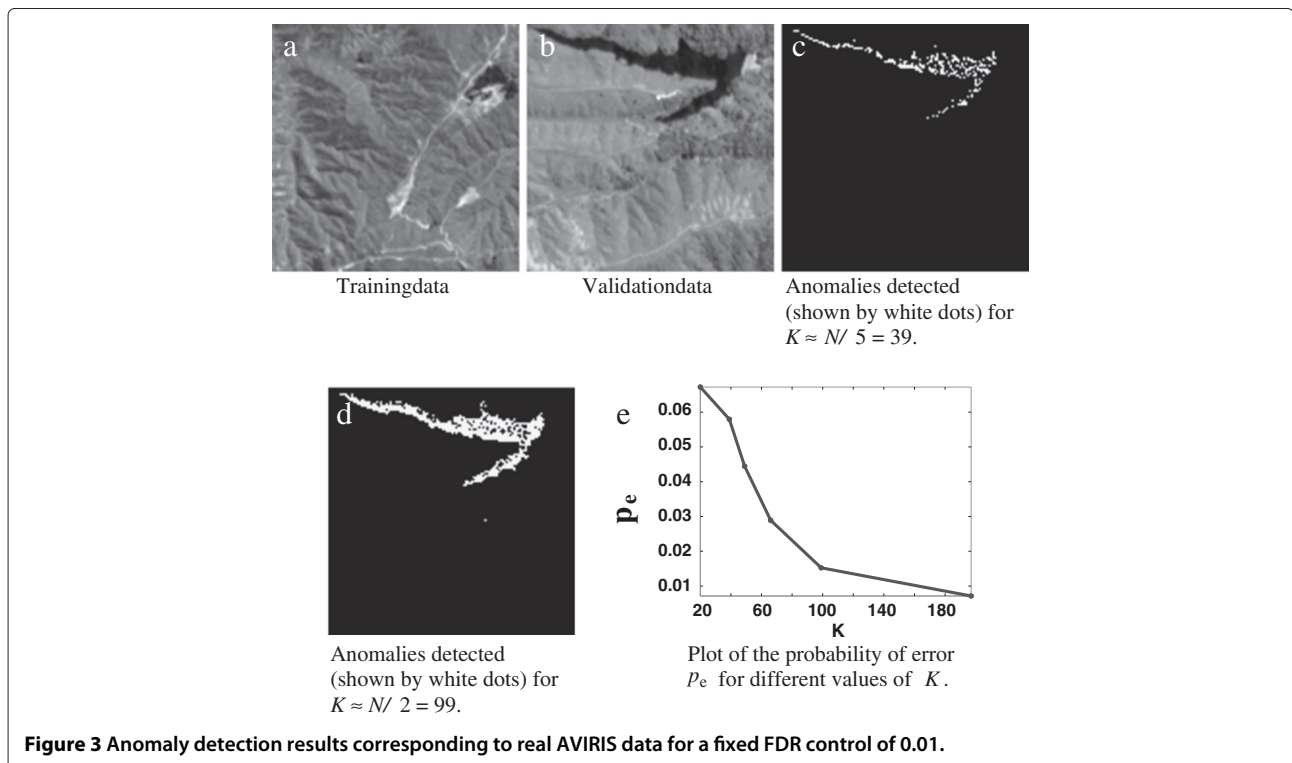 a
b
c
Trainingdata
Validationdata
Anomalies detected
(shown by white dots) for
K ≈ N/ 5 = 39.
d
e
0.06
0.05
0.04
0.03
0.02
0.01
pe
20 60 100 140 180
K
Anomalies detected
(shown by white dots) for
K ≈ N/ 2 = 99.
Plot of the probability of error
pe for different values of K.
Figure 3 Anomaly detection results corresponding to real AVIRIS data for a fixed FDR control of 0.01.